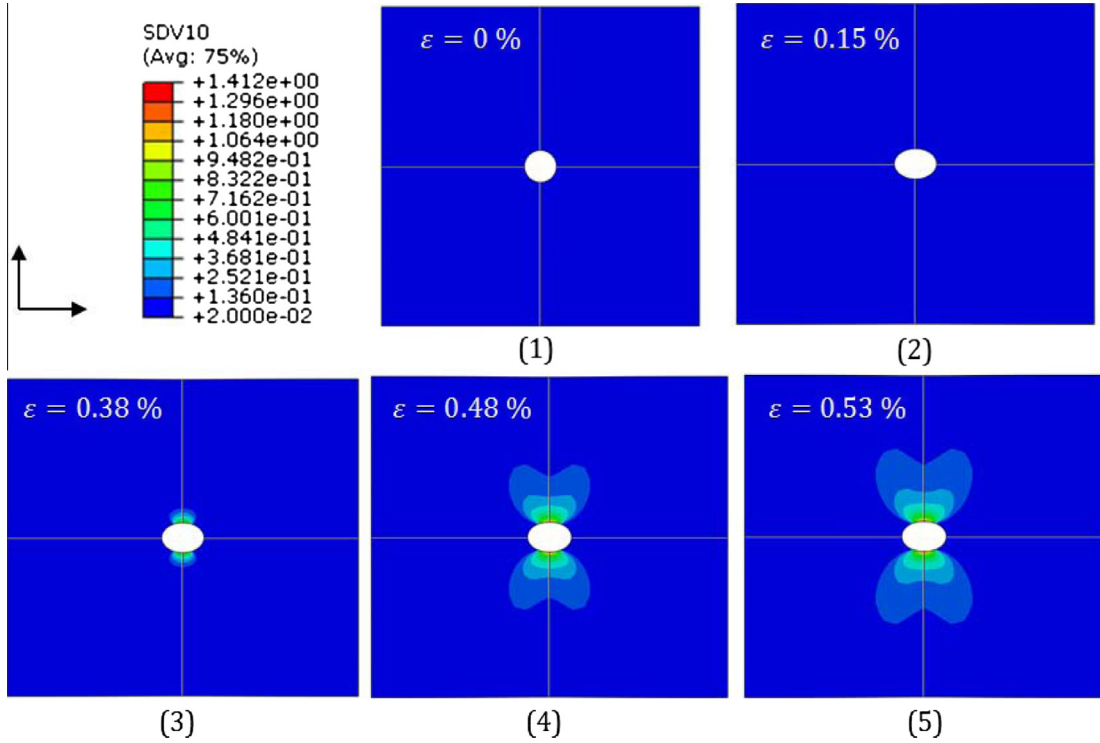 SDV10
(Avg: 75%)
+1.412e+00
+1.296e+00
+1.180e+00
+1.064e+00
+9.482e-01
+8.322e-01
+7.162e-01
+6.001e-01
+4.841e-01
+3.681e-01
+2.521e-01
+1.360e-01
+2.000e-02
ε = 0 %
(1)
ε = 0.15 %
(2)
ε = 0.38 %
(3)
ε = 0.48 %
(4)
ε = 0.53 %
(5)